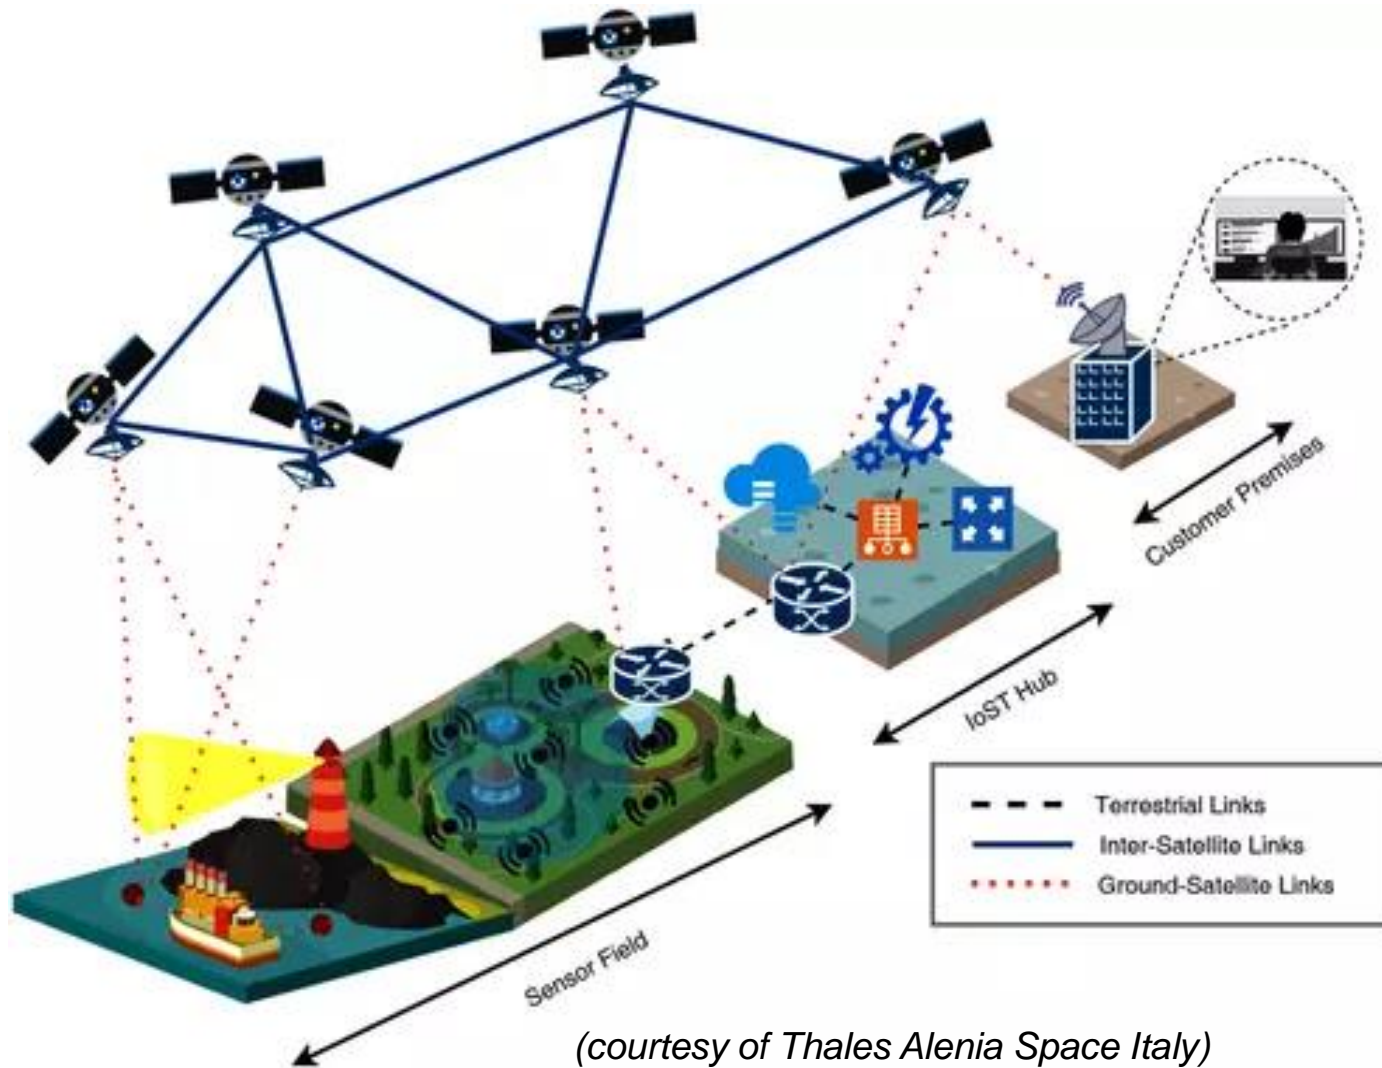 Customer Premises
IoST Hub
Terrestrial Links
Inter-Satellite Links
Ground-Satellite Links
Sensor Field
(courtesy of Thales Alenia Space Italy)